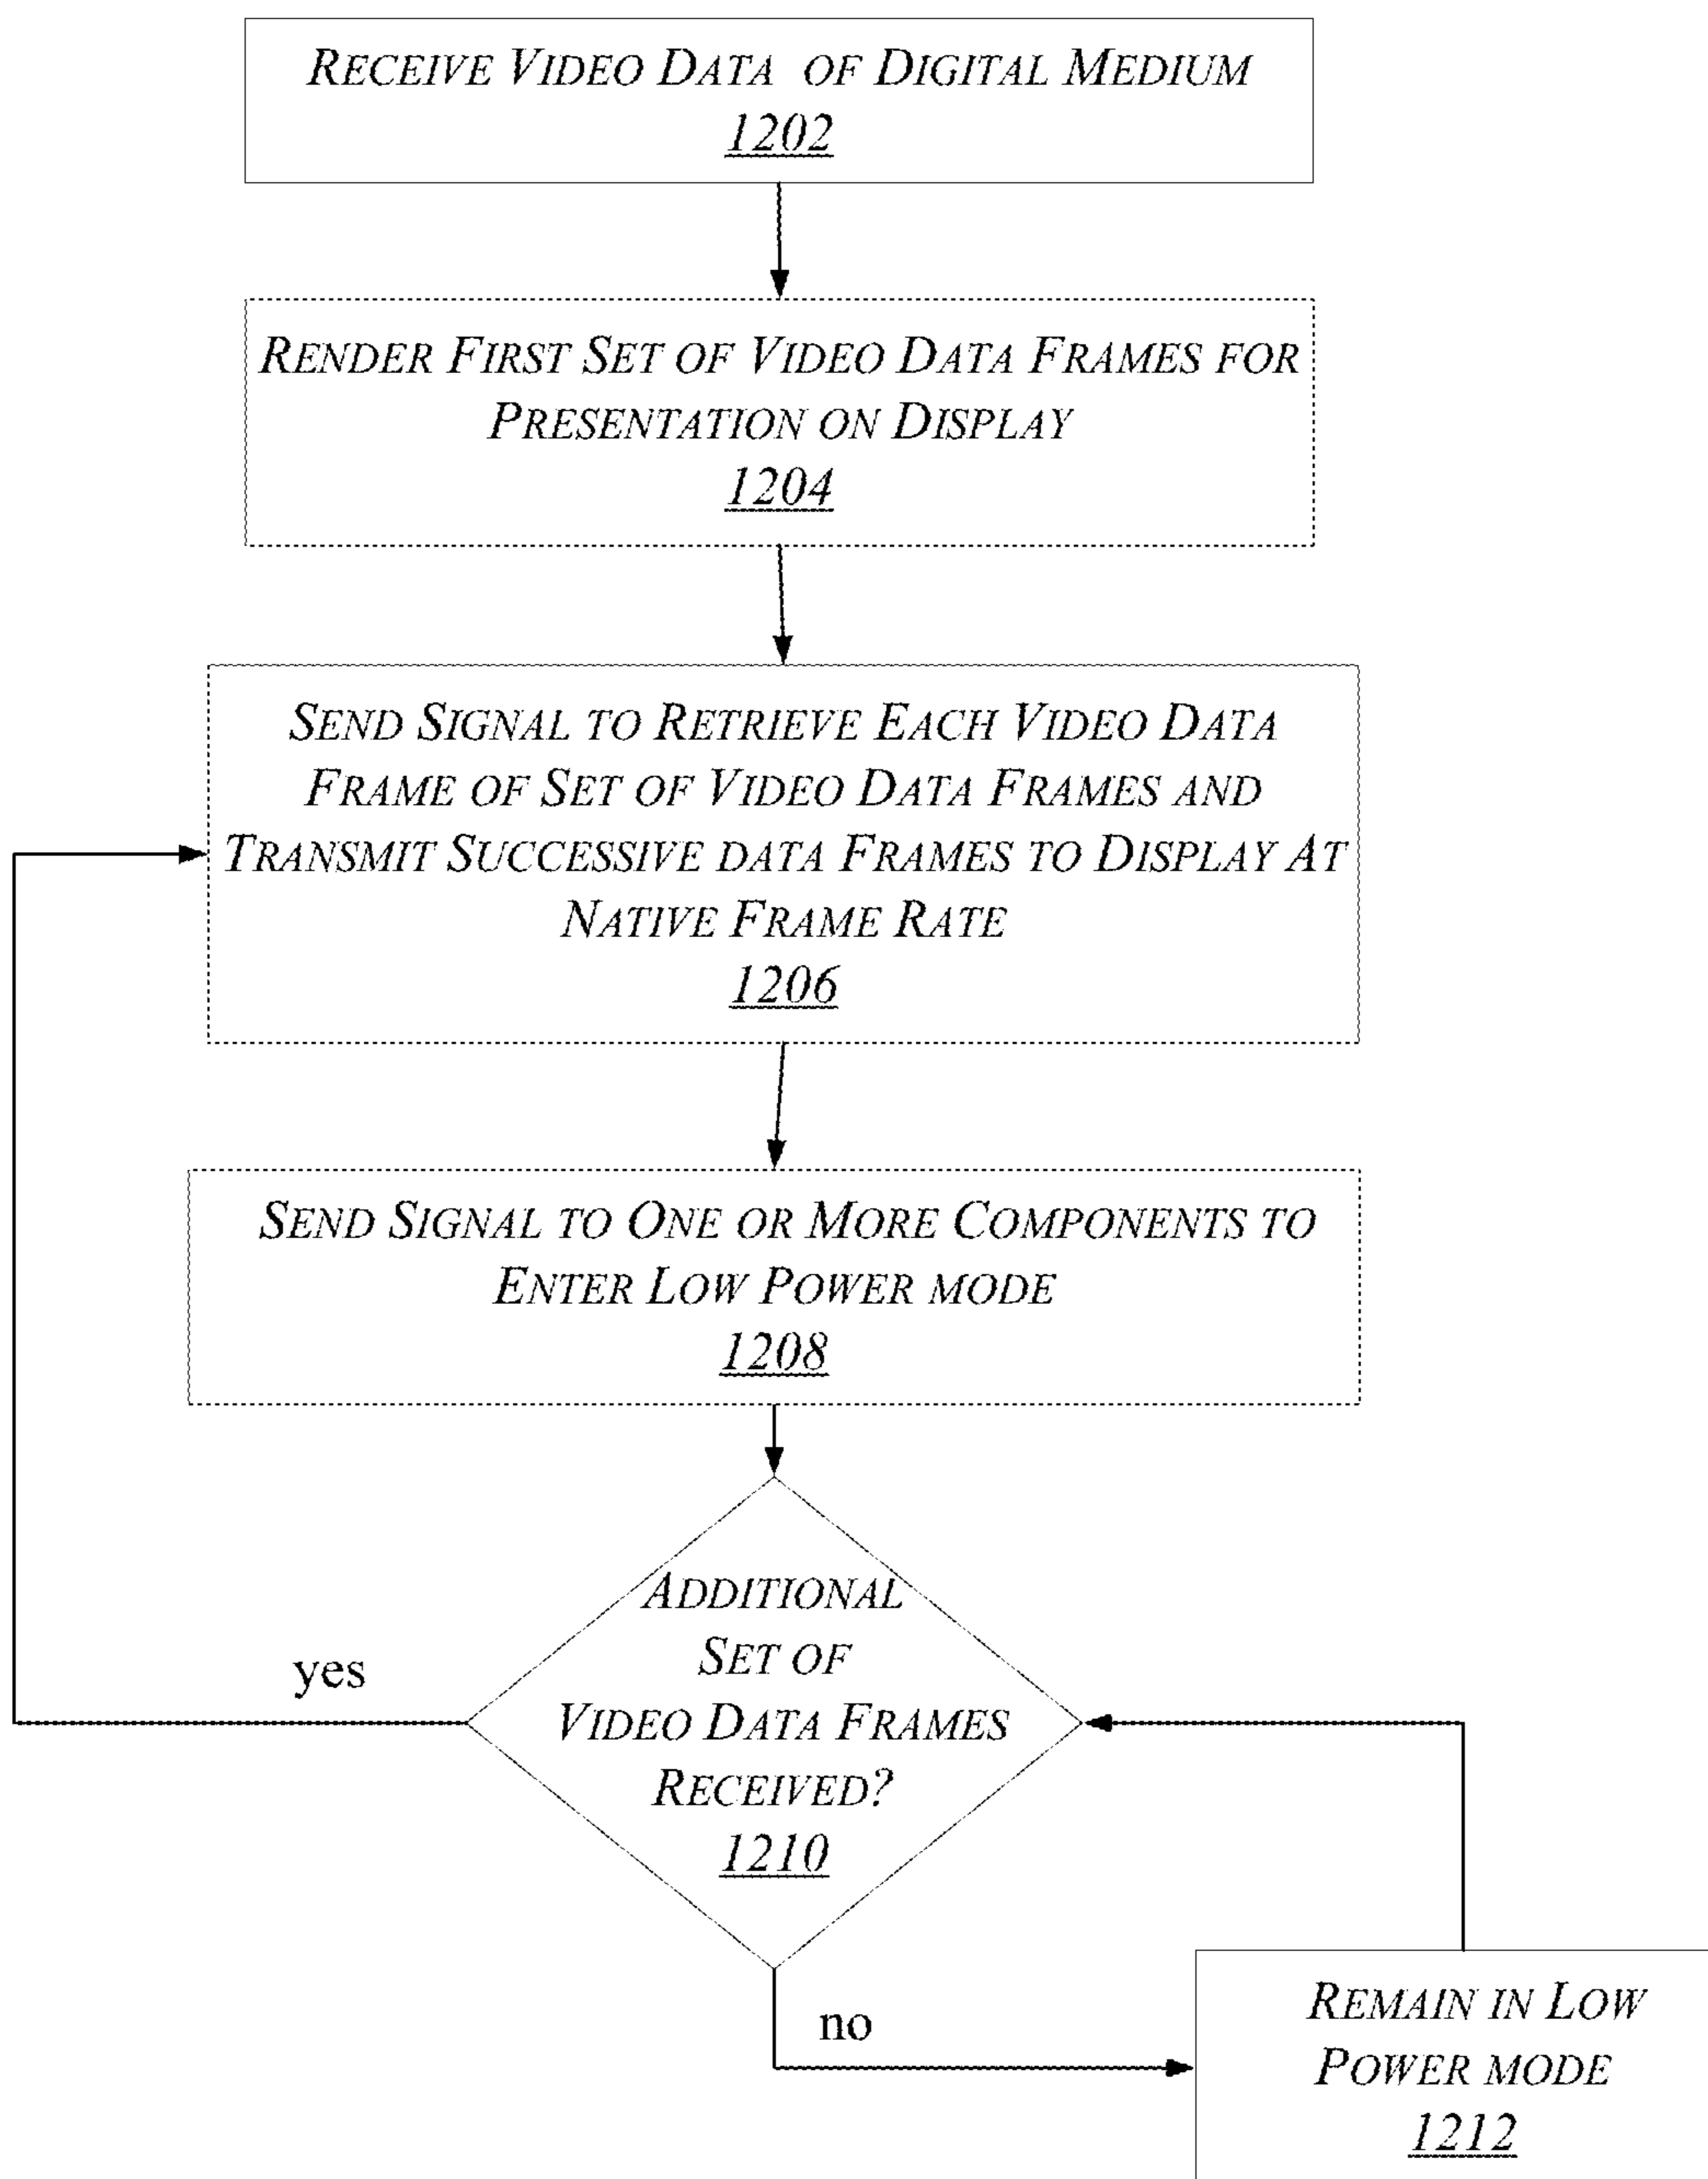 RECEIVE VIDEO DATA OF DIGITAL MEDIUM
1202
RENDER FIRST SET OF VIDEO DATA FRAMES FOR
PRESENTATION ON DISPLAY
1204
SEND SIGNAL TO RETRIEVE EACH VIDEO DATA
FRAME OF SET OF VIDEO DATA FRAMES AND
TRANSMIT SUCCESSIVE DATA FRAMES TO DISPLAY AT
NATIVE FRAME RATE
1206
SEND SIGNAL TO ONE OR MORE COMPONENTS TO
ENTER LOW POWER MODE
1208
ADDITIONAL
SET OF
VIDEO DATA FRAMES
RECEIVED?
1210
yes
no
REMAIN IN LOW
POWER MODE
1212